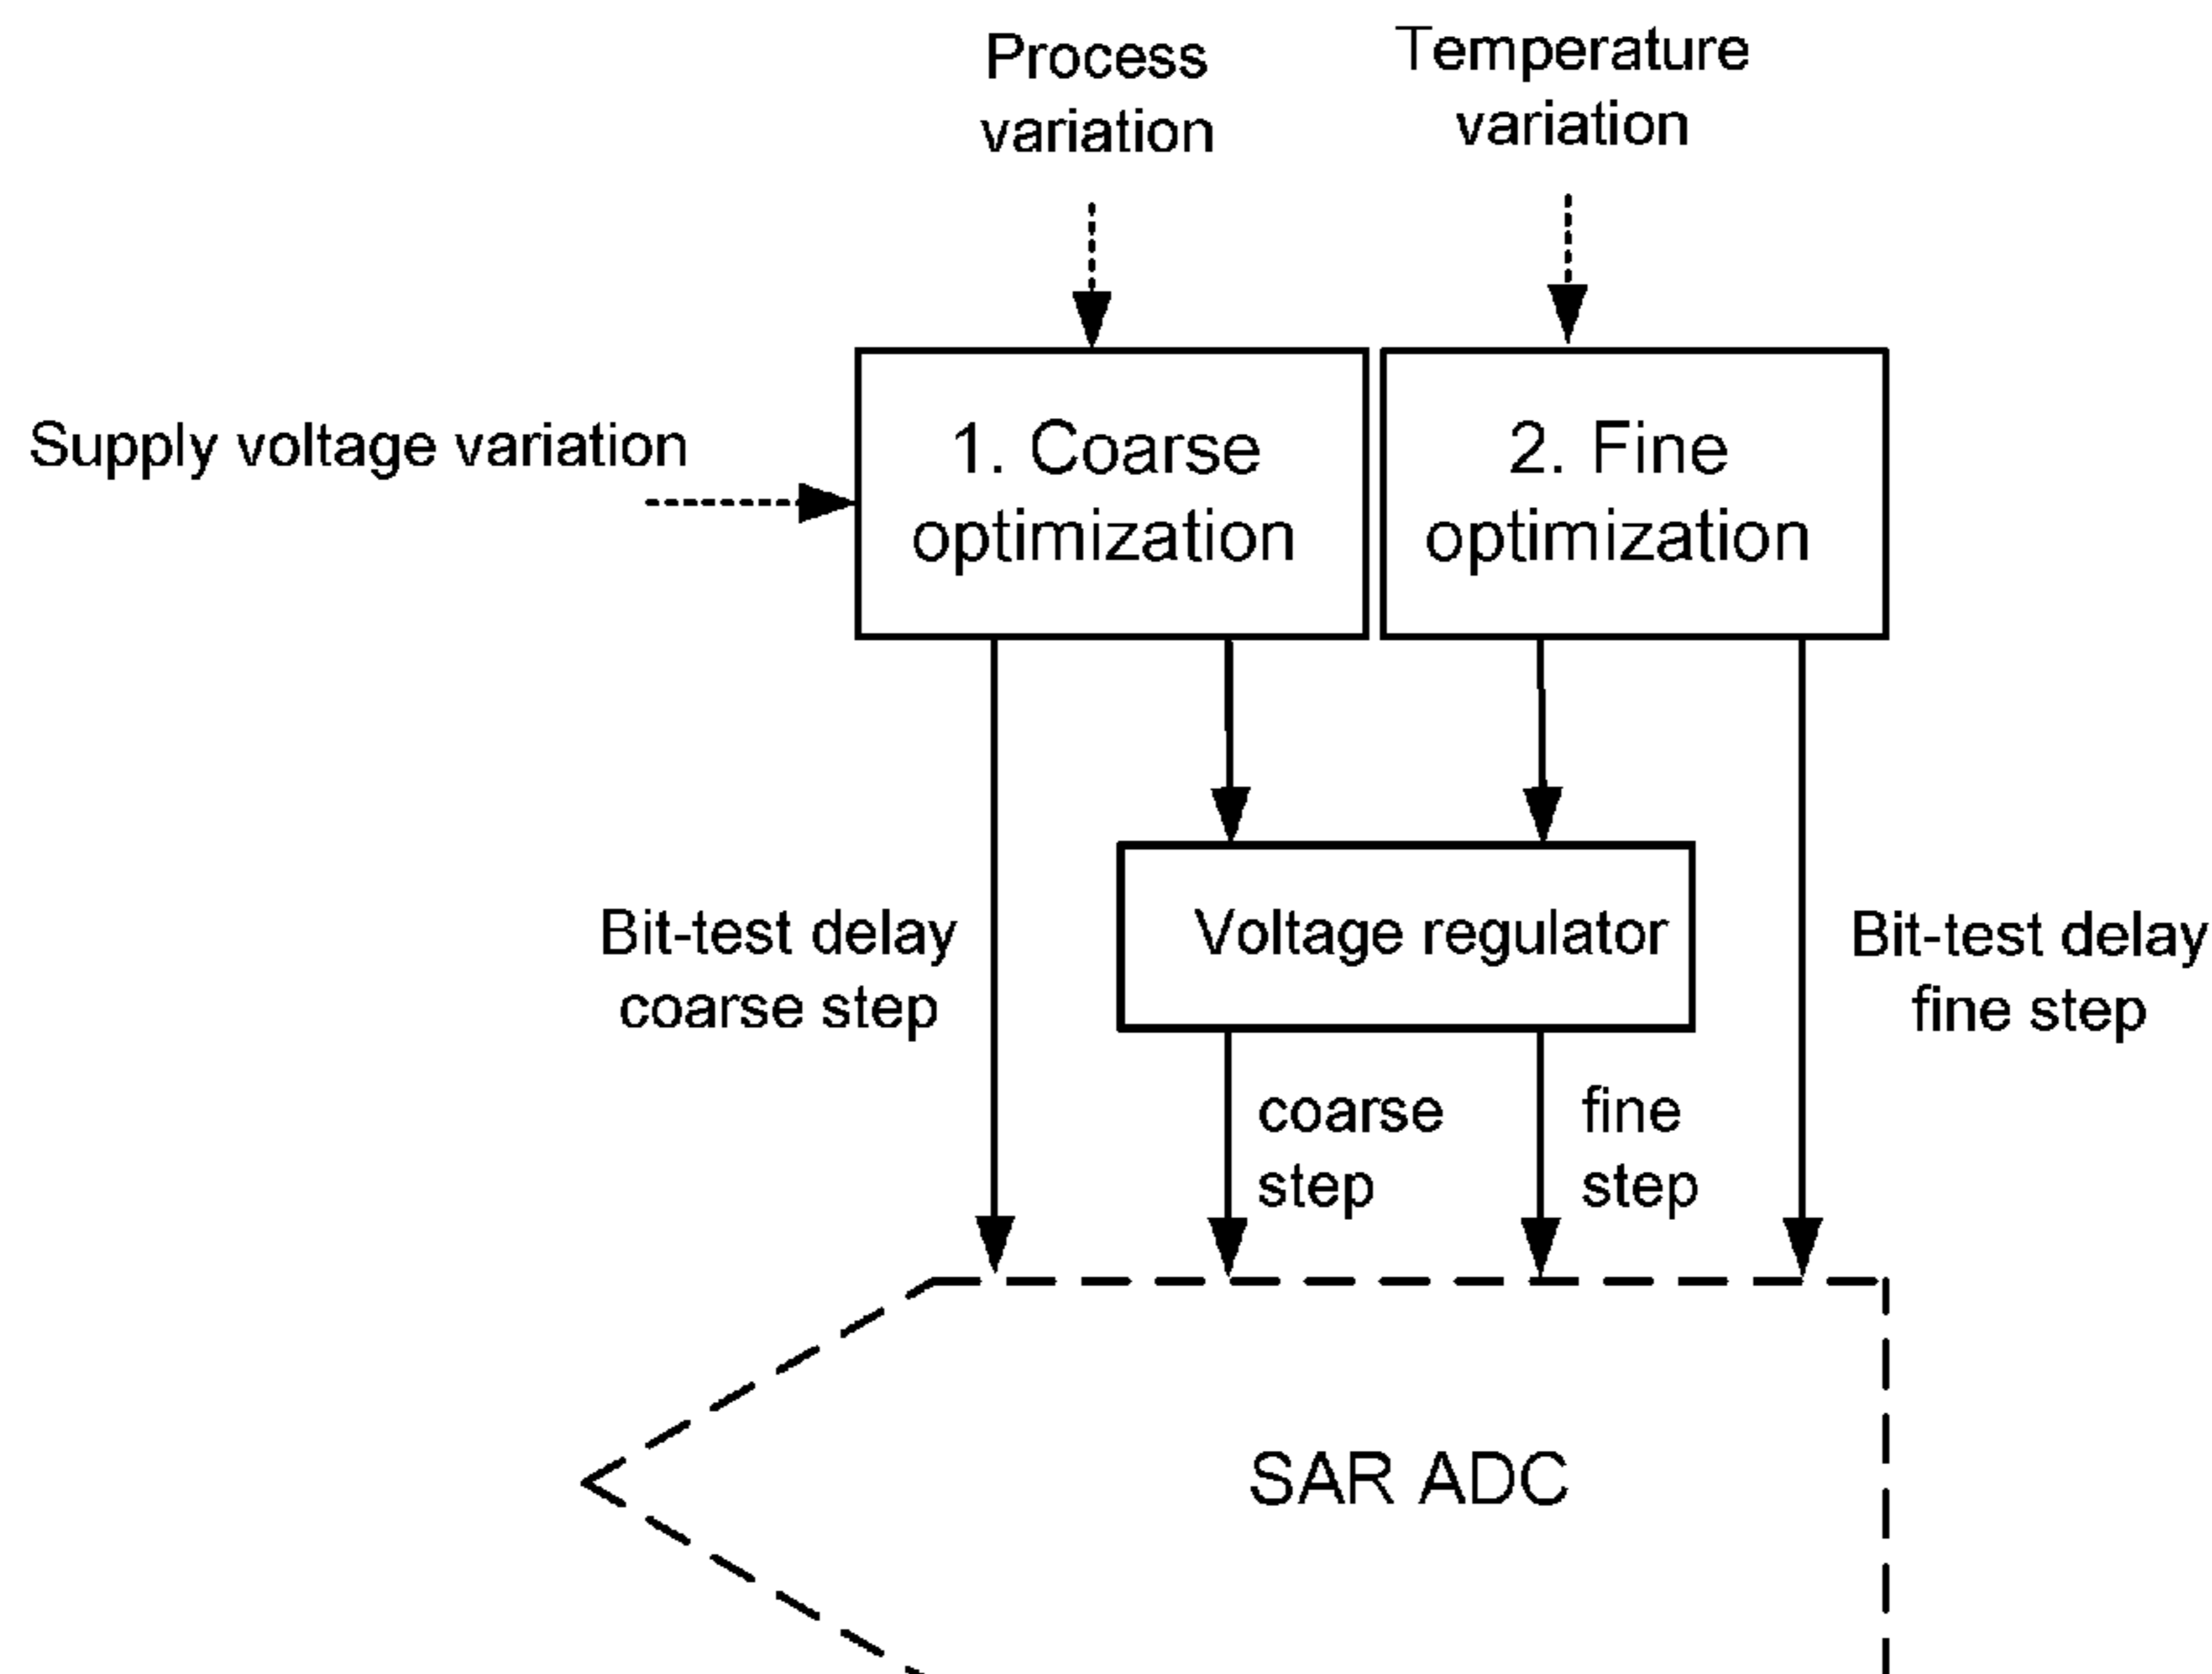 Process
variation
Temperature
variation
Supply voltage variation
1. Coarse
optimization
2. Fine
optimization
Bit-test delay
coarse step
Voltage regulator
Bit-test delay
fine step
coarse
step
fine
step
SAR ADC